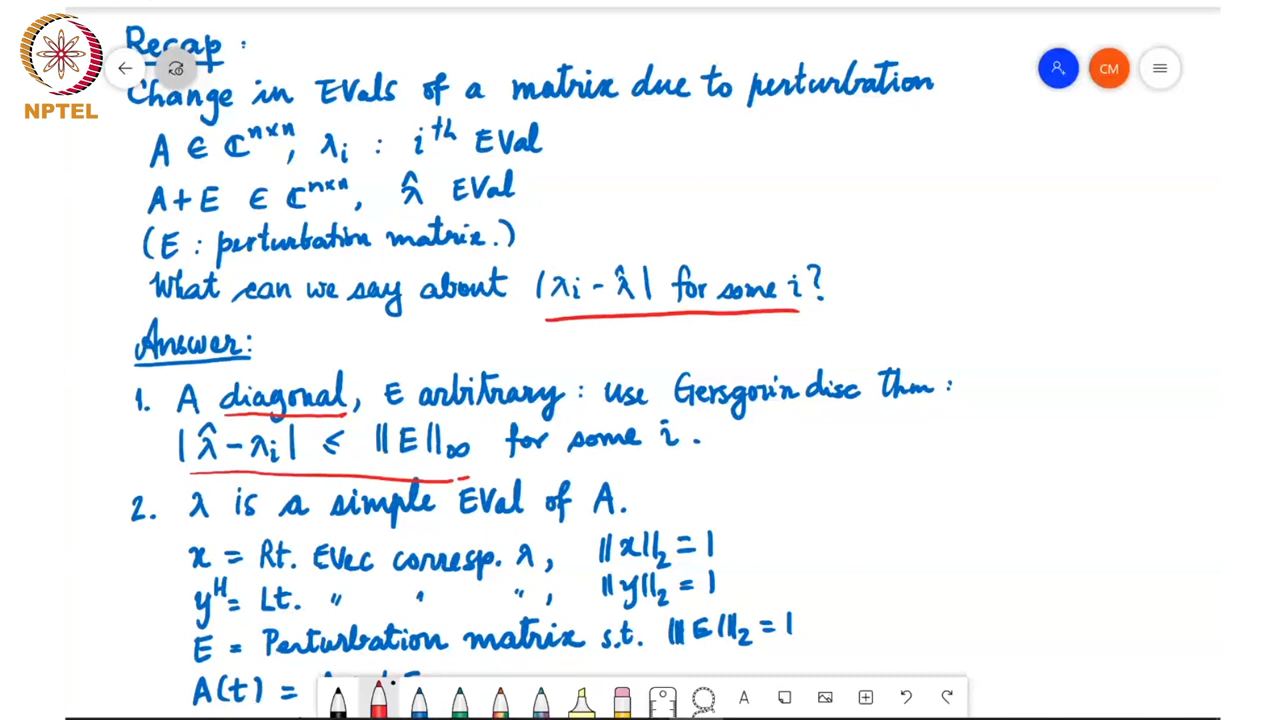 Recap :
Change in EVals of a matrix due to perturbation
A ∈ ℂⁿˣⁿ, λᵢ : iᵗʰ EVal
A+E ∈ ℂⁿˣⁿ, λ̂ EVal
(E : perturbation matrix.)
What can we say about |λᵢ - λ̂| for some i?
Answer:
1. A diagonal, E arbitrary : Use Gersgorin disc thm :
|λ̂ - λᵢ| ≤ ||E||∞ for some i.
2. λ is a simple EVal of A.
x = Rt. EVec corresp. λ, ||x||₂ = 1
yᴴ = Lt. " " ", ||y||₂ = 1
E = Perturbation matrix s.t. |||E|||₂ = 1
A(t) =
NPTEL
CM
A